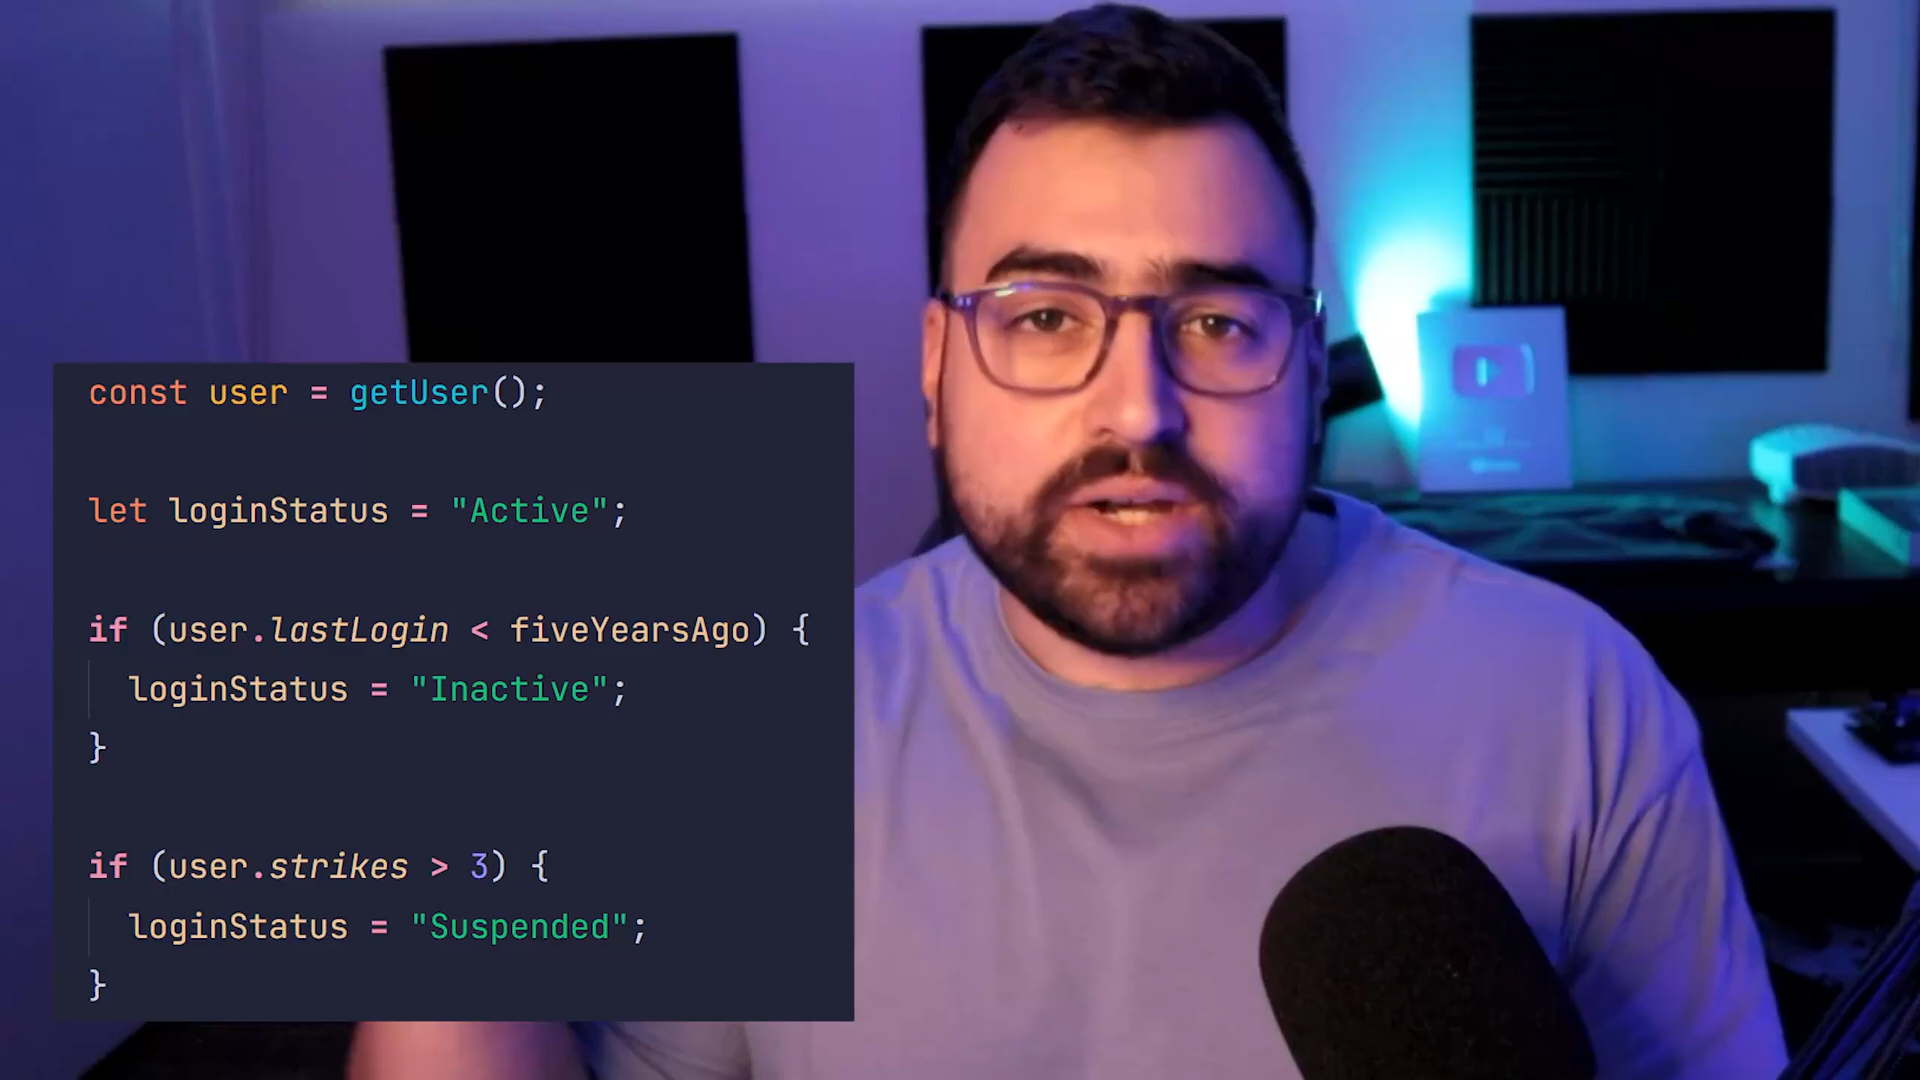 const user = getUser();
let loginStatus = "Active";
if (user.lastLogin < fiveYearsAgo) {
loginStatus = "Inactive";
}
if (user.strikes > 3) {
loginStatus = "Suspended";
}